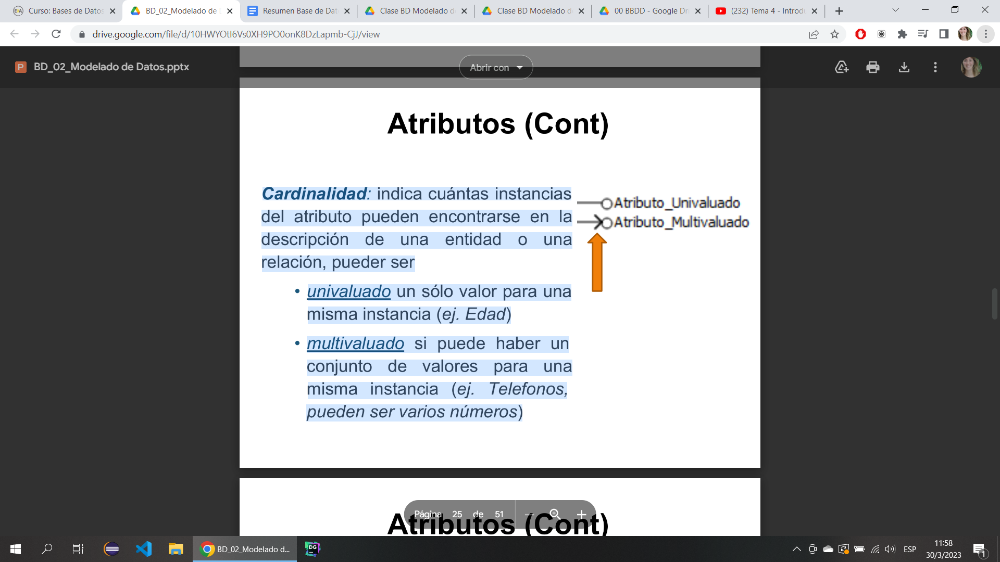 Curso: Bases de Datos
BD_02_Modelado de D
Resumen Base de Dat
Clase BD Modelado d
Clase BD Modelado d
00 BBDD - Google Dri
(232) Tema 4 - Introdu
drive.google.com/file/d/10HWYOtI6Vs0XH9PO0onK8DzLapmb-CjJ/view
P
BD_02_Modelado de Datos.pptx
Abrir con
Atributos (Cont)
Cardinalidad: indica cuántas instancias
del atributo pueden encontrarse en la
descripción de una entidad o una
relación, pueder ser
• univaluado un sólo valor para una
misma instancia (ej. Edad)
• multivaluado si puede haber un
conjunto de valores para una
misma instancia (ej. Telefonos,
pueden ser varios números)
Atributo_Univaluado
Atributo_Multivaluado
Atributos (Cont)
Página 25 de 51
BD_02_Modelado d...
DG
ESP
11:58
30/3/2023
1